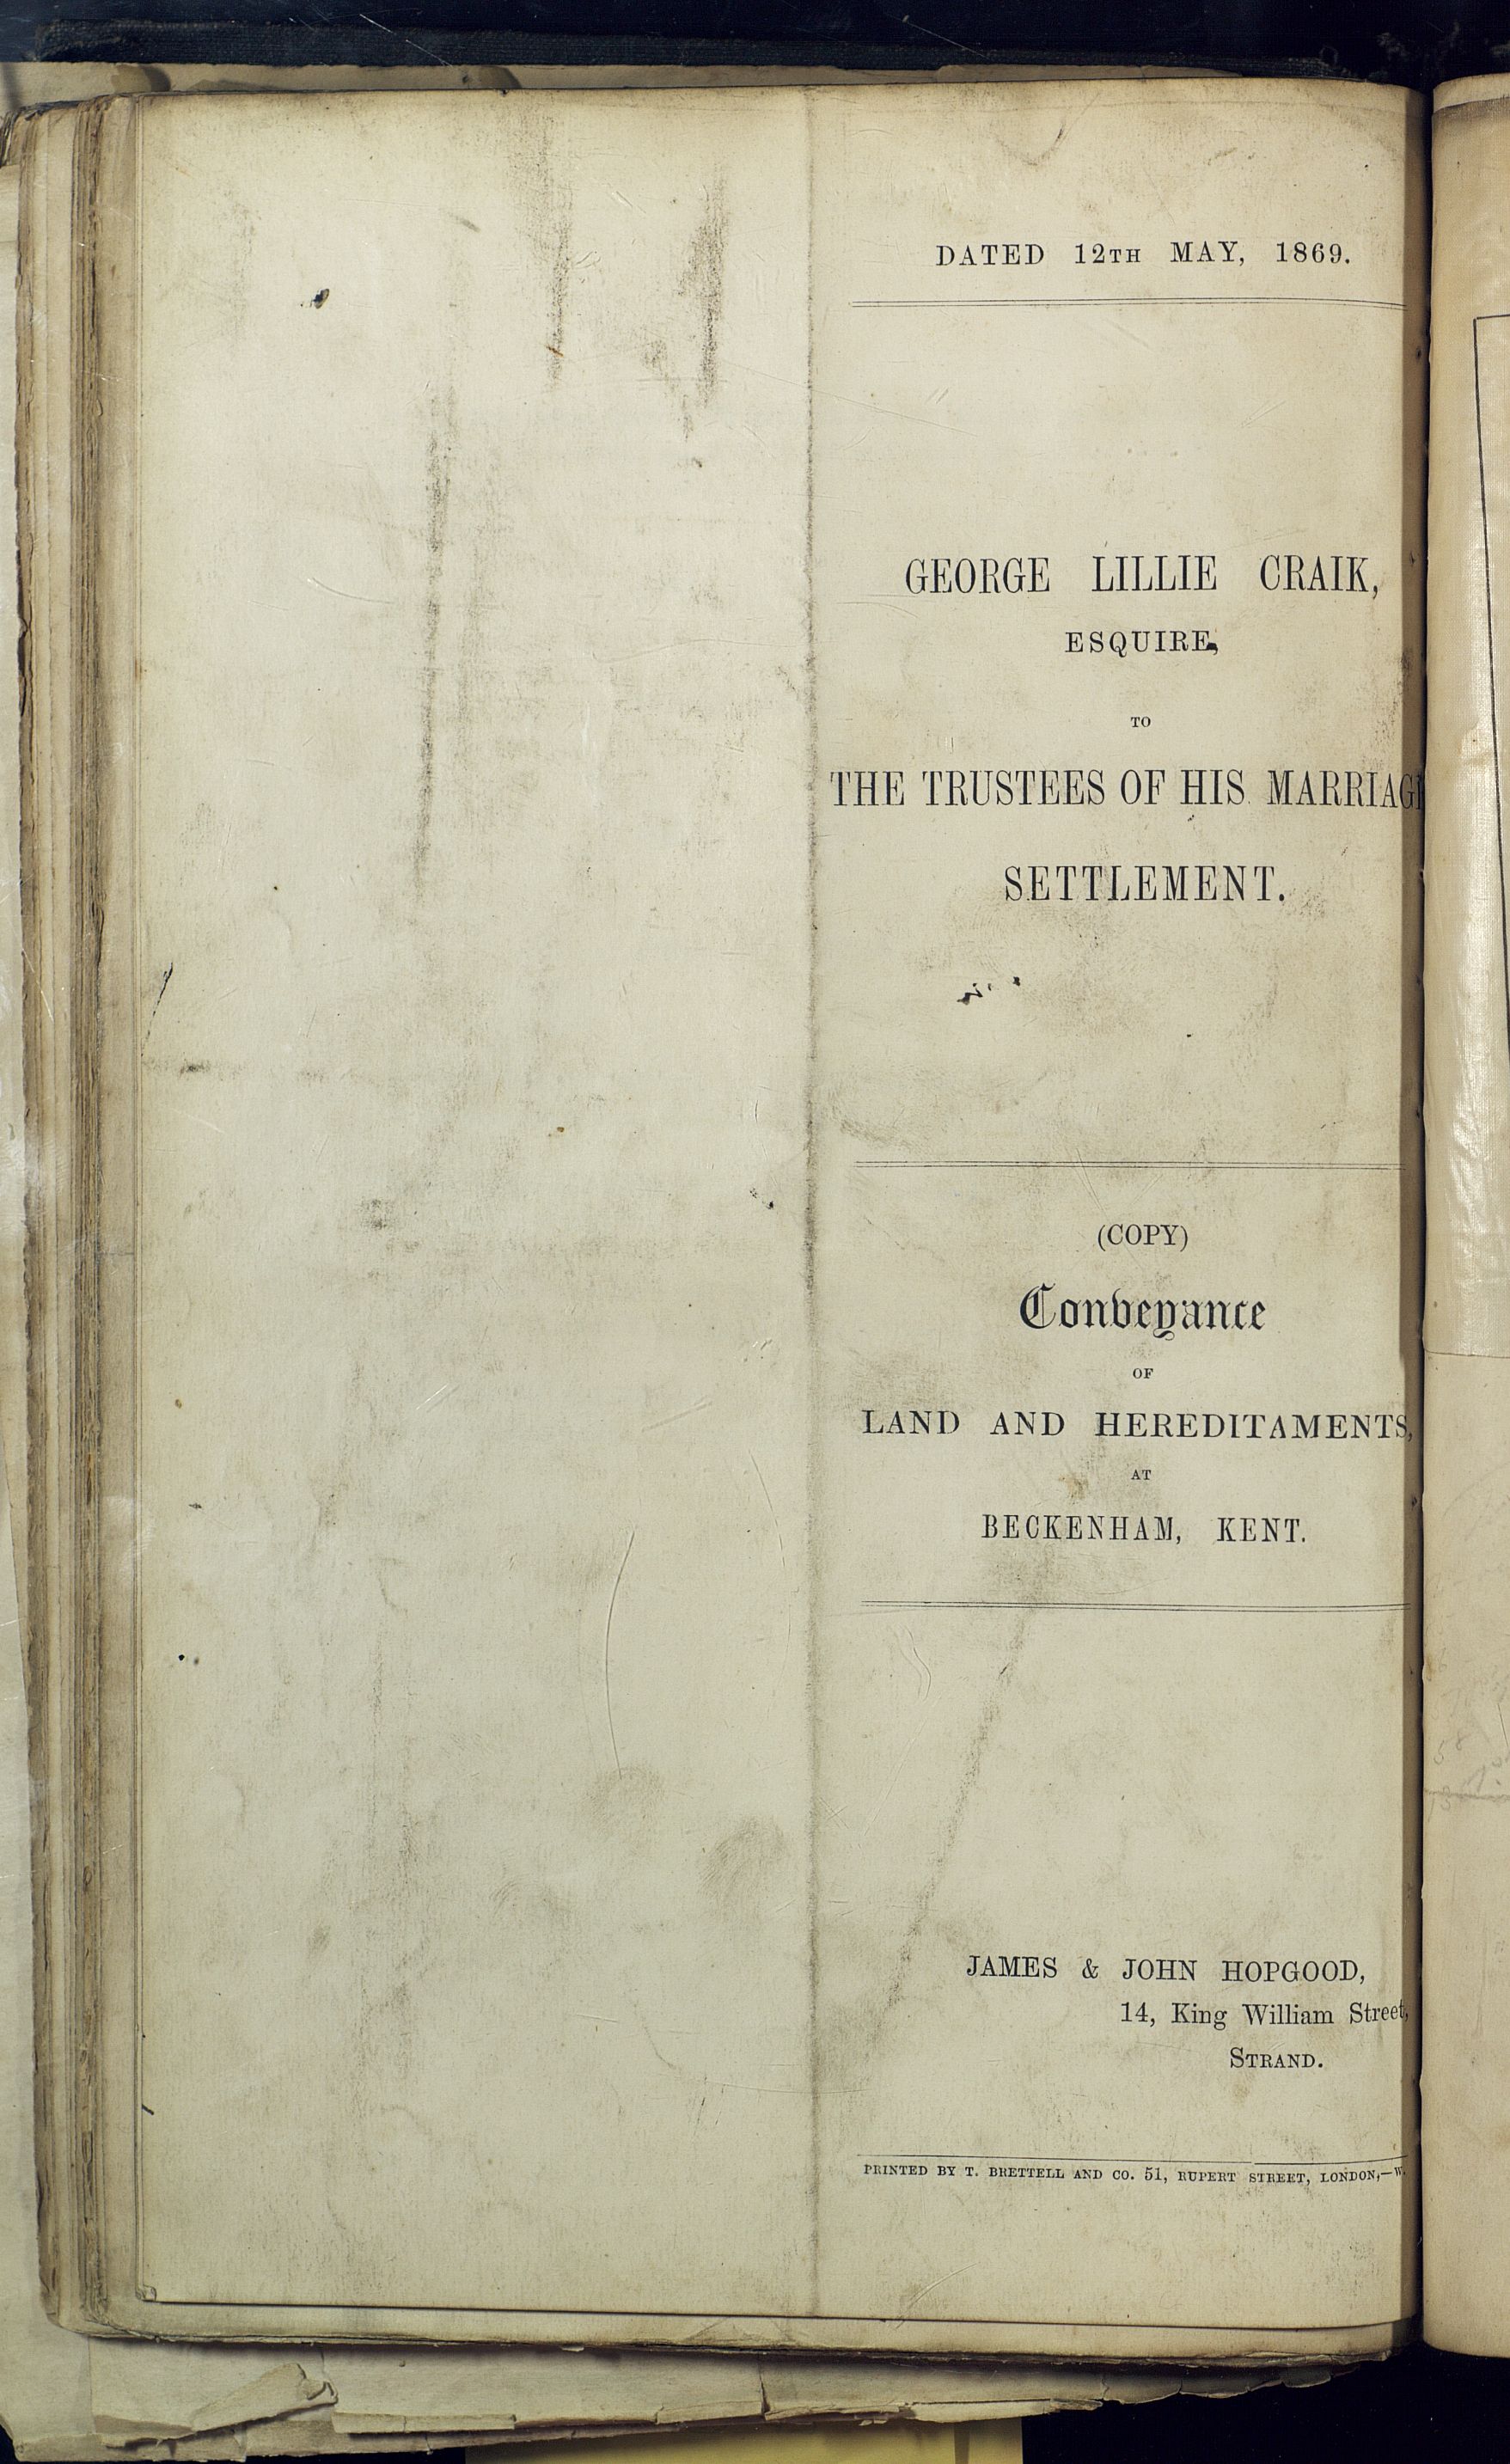 DATED 12TH MAY, 1869.
GEORGE LILLIE CRAIK,
ESQUIRE,
TO
THE TRUSTEES OF HIS MARRIAGE
SETTLEMENT.
(COPY)
Conveyance
OF
LAND AND HEREDITAMENTS,
AT
BECKENHAM, KENT.
JAMES & JOHN HOPGOOD,
14, King William Street,
STRAND.
PRINTED BY T. BRETTELL AND CO. 51, RUPERT STREET, LONDON,—W.